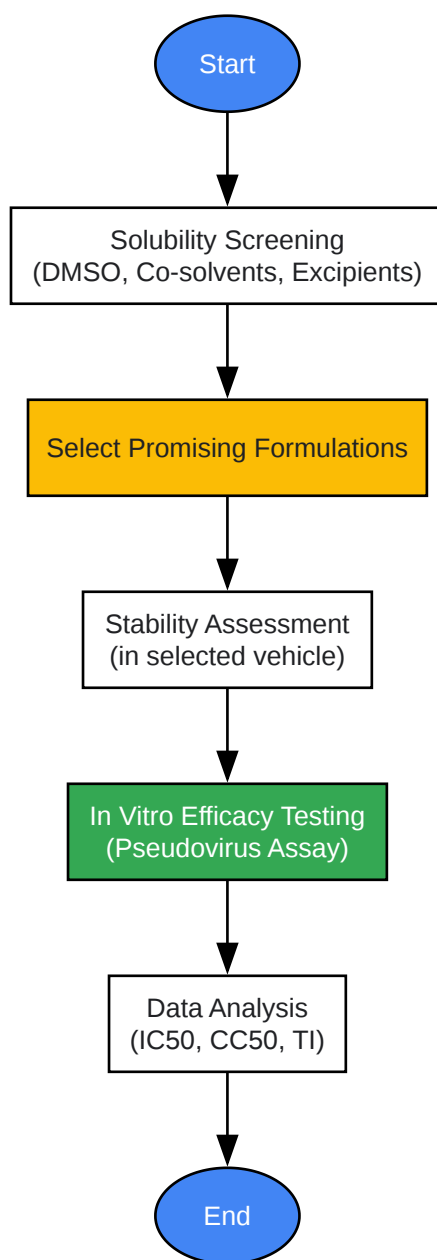 Start
Solubility Screening
(DMSO, Co-solvents, Excipients)
Select Promising Formulations
Stability Assessment
(in selected vehicle)
In Vitro Efficacy Testing
(Pseudovirus Assay)
Data Analysis
(IC50, CC50, TI)
End